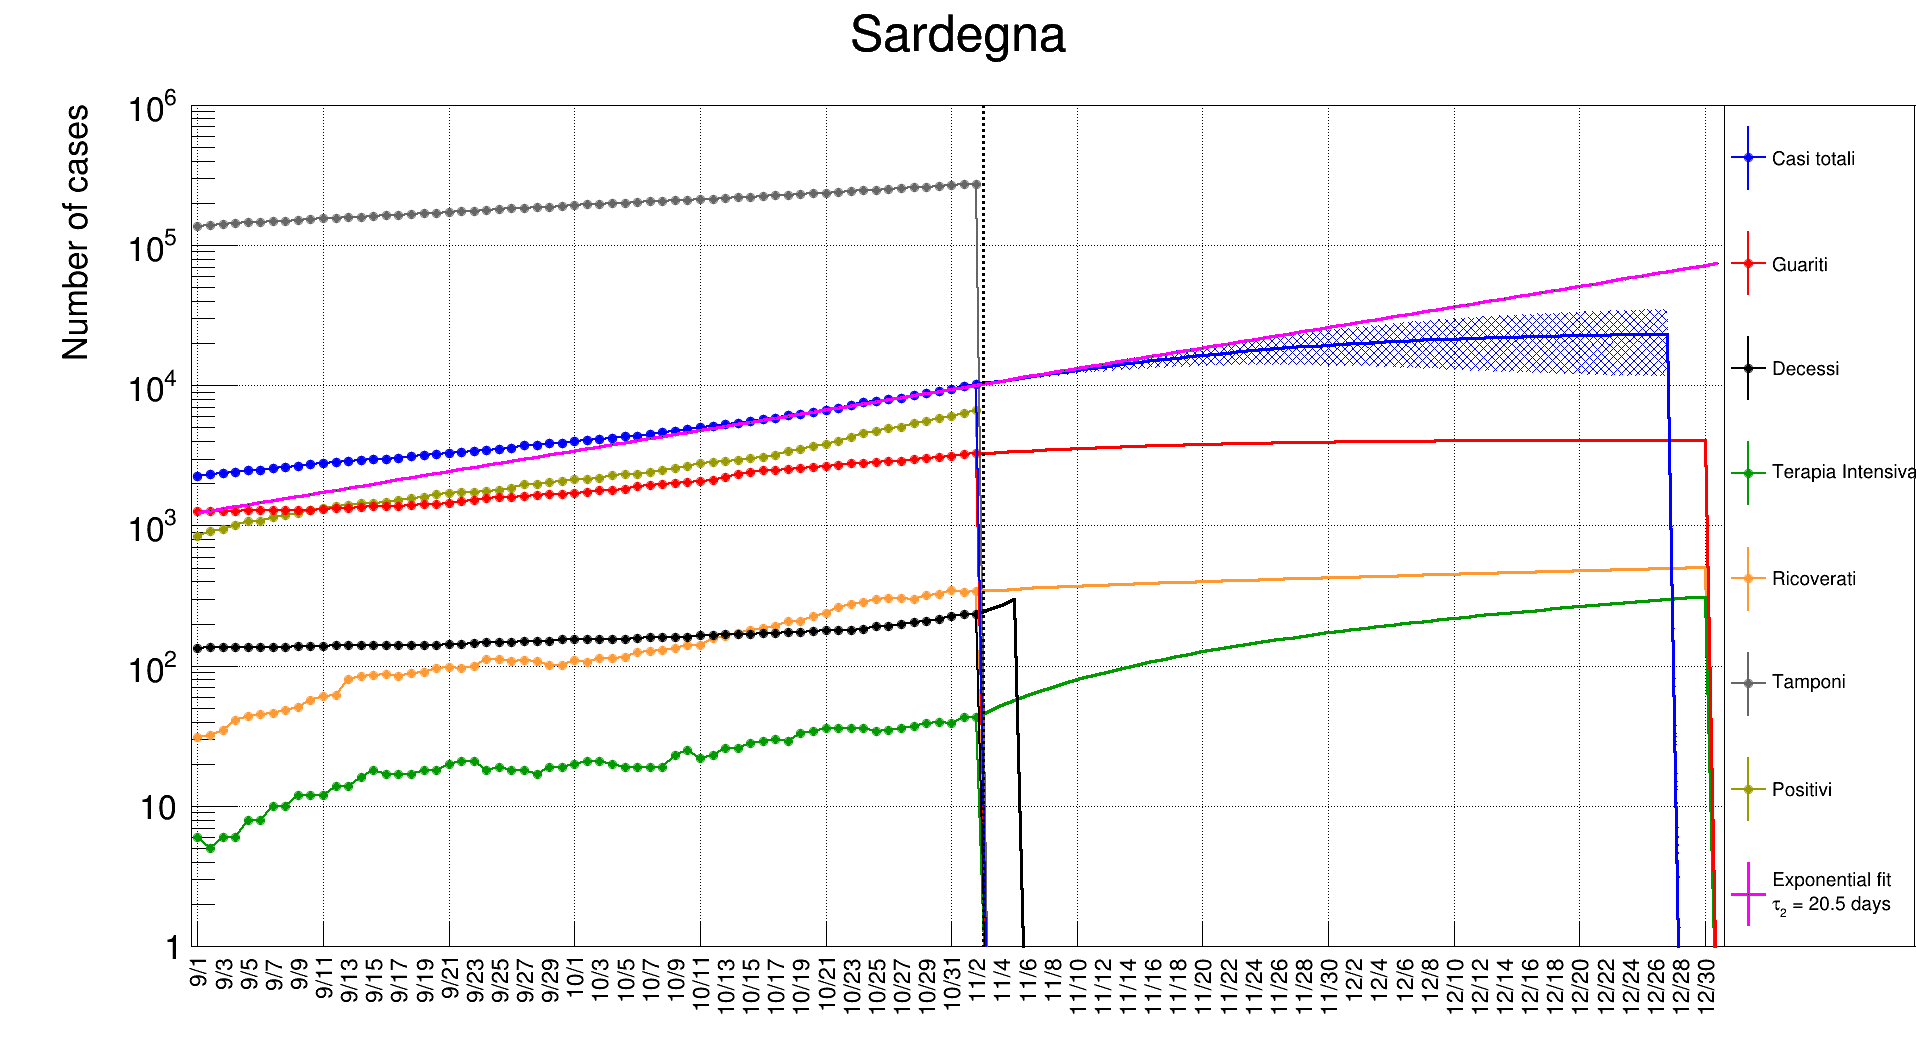 Sardegna
Number of cases
10^6
10^5
10^4
10^3
10^2
10
1
9/1 9/3 9/5 9/7 9/9 9/11 9/13 9/15 9/17 9/19 9/21 9/23 9/25 9/27 9/29 10/1 10/3 10/5 10/7 10/9 10/11 10/13 10/15 10/17 10/19 10/21 10/23 10/25 10/27 10/29 10/31 11/2 11/4 11/6 11/8 11/10 11/12 11/14 11/16 11/18 11/20 11/22 11/24 11/26 11/28 11/30 12/2 12/4 12/6 12/8 12/10 12/12 12/14 12/16 12/18 12/20 12/22 12/24 12/26 12/28 12/30
Casi totali
Guariti
Decessi
Terapia Intensiva
Ricoverati
Tamponi
Positivi
Exponential fit
τ₂ = 20.5 days